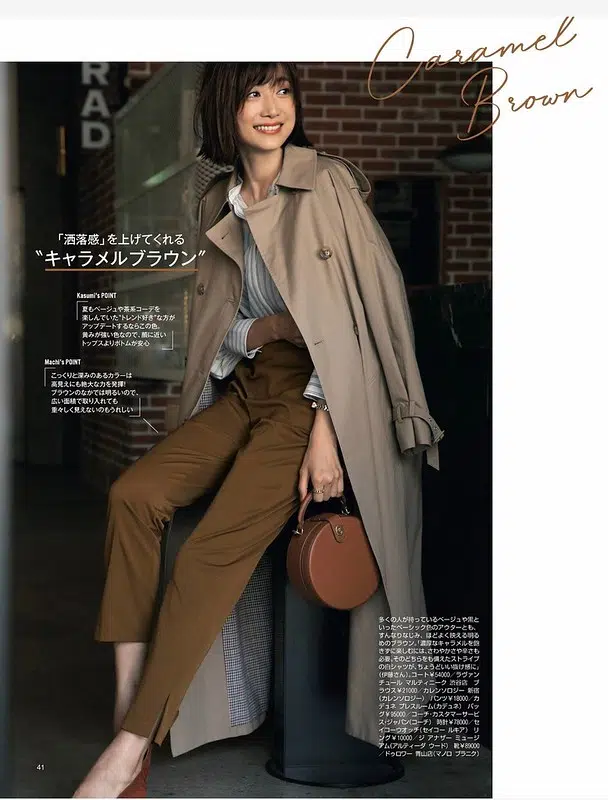 Caramel
Brown
RAD
「洒落感」を上げてくれる
"キャラメルブラウン"
Kasumi's POINT
夏もベージュや茶系コーデを
楽しんでいた"トレンド好き"な方が
アップデートするならこの色。
黄みが強い色なので、顔に近い
トップスよりボトムが安心
Machi's POINT
こっくりと深みのあるカラーは
高見えにも絶大な力を発揮!
ブラウンのなかでは明るいので、
広い面積で取り入れても
重々しく見えないのもうれしい
多くの人が持っているベージュや黒と
いったベーシック色のアウターとも、
すんなりなじみ、ほどよく映える明る
めのブラウン。「濃厚なキャラメルを飽
きずに楽しむには、さわやかさや辛さも
必要。そのどちらも備えたストライプ
の白シャツが、ちょうどいい抜け感に」
(伊藤さん)。コート¥54000/ラヴァン
チュール マルティニーク 渋谷店 ブ
ラウス¥21000/カレンソロジー 新宿
(カレンソロジー) パンツ¥18000/カ
デュネ プレスルーム(カデュネ) バッ
グ¥95000/コーチ・カスタマーサービ
ス・ジャパン(コーチ) 時計¥78000/セ
イコーウオッチ(セイコー ルキア) リ
ング¥10000/ジ アナザー ミュージ
アム(アルティーダ ウード) 靴¥89000
/ドゥロワー 青山店(マノロ ブラニク)
41